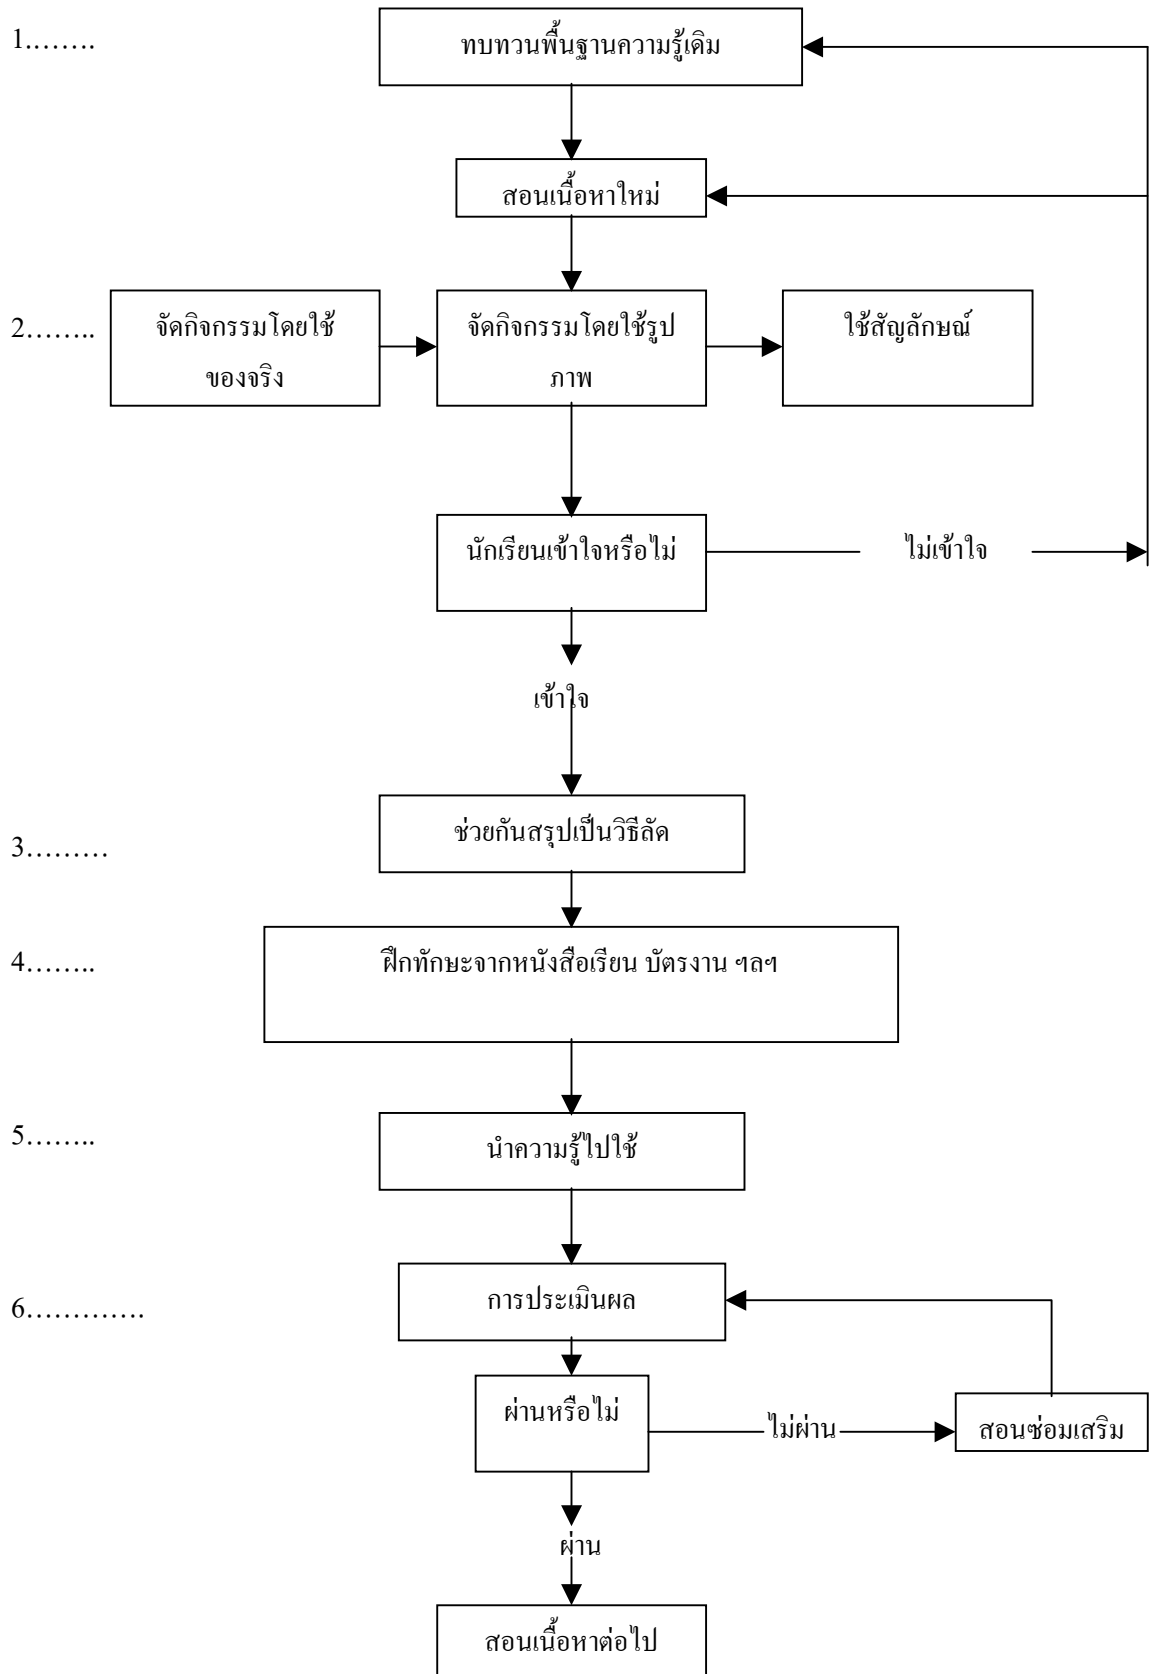 1.…….
ทบทวนพื้นฐานความรู้เดิม
สอนเนื้อหาใหม่
2……..
จัดกิจกรรมโดยใช้
ของจริง
จัดกิจกรรมโดยใช้รูป
ภาพ
ใช้สัญลักษณ์
นักเรียนเข้าใจหรือไม่
ไม่เข้าใจ
เข้าใจ
ช่วยกันสรุปเป็นวิธีลัด
3………
4……..
ฝึกทักษะจากหนังสือเรียน บัตรงาน ฯลฯ
5……..
นำความรู้ไปใช้
6………….
การประเมินผล
ผ่านหรือไม่
ไม่ผ่าน
สอนซ่อมเสริม
ผ่าน
สอนเนื้อหาต่อไป